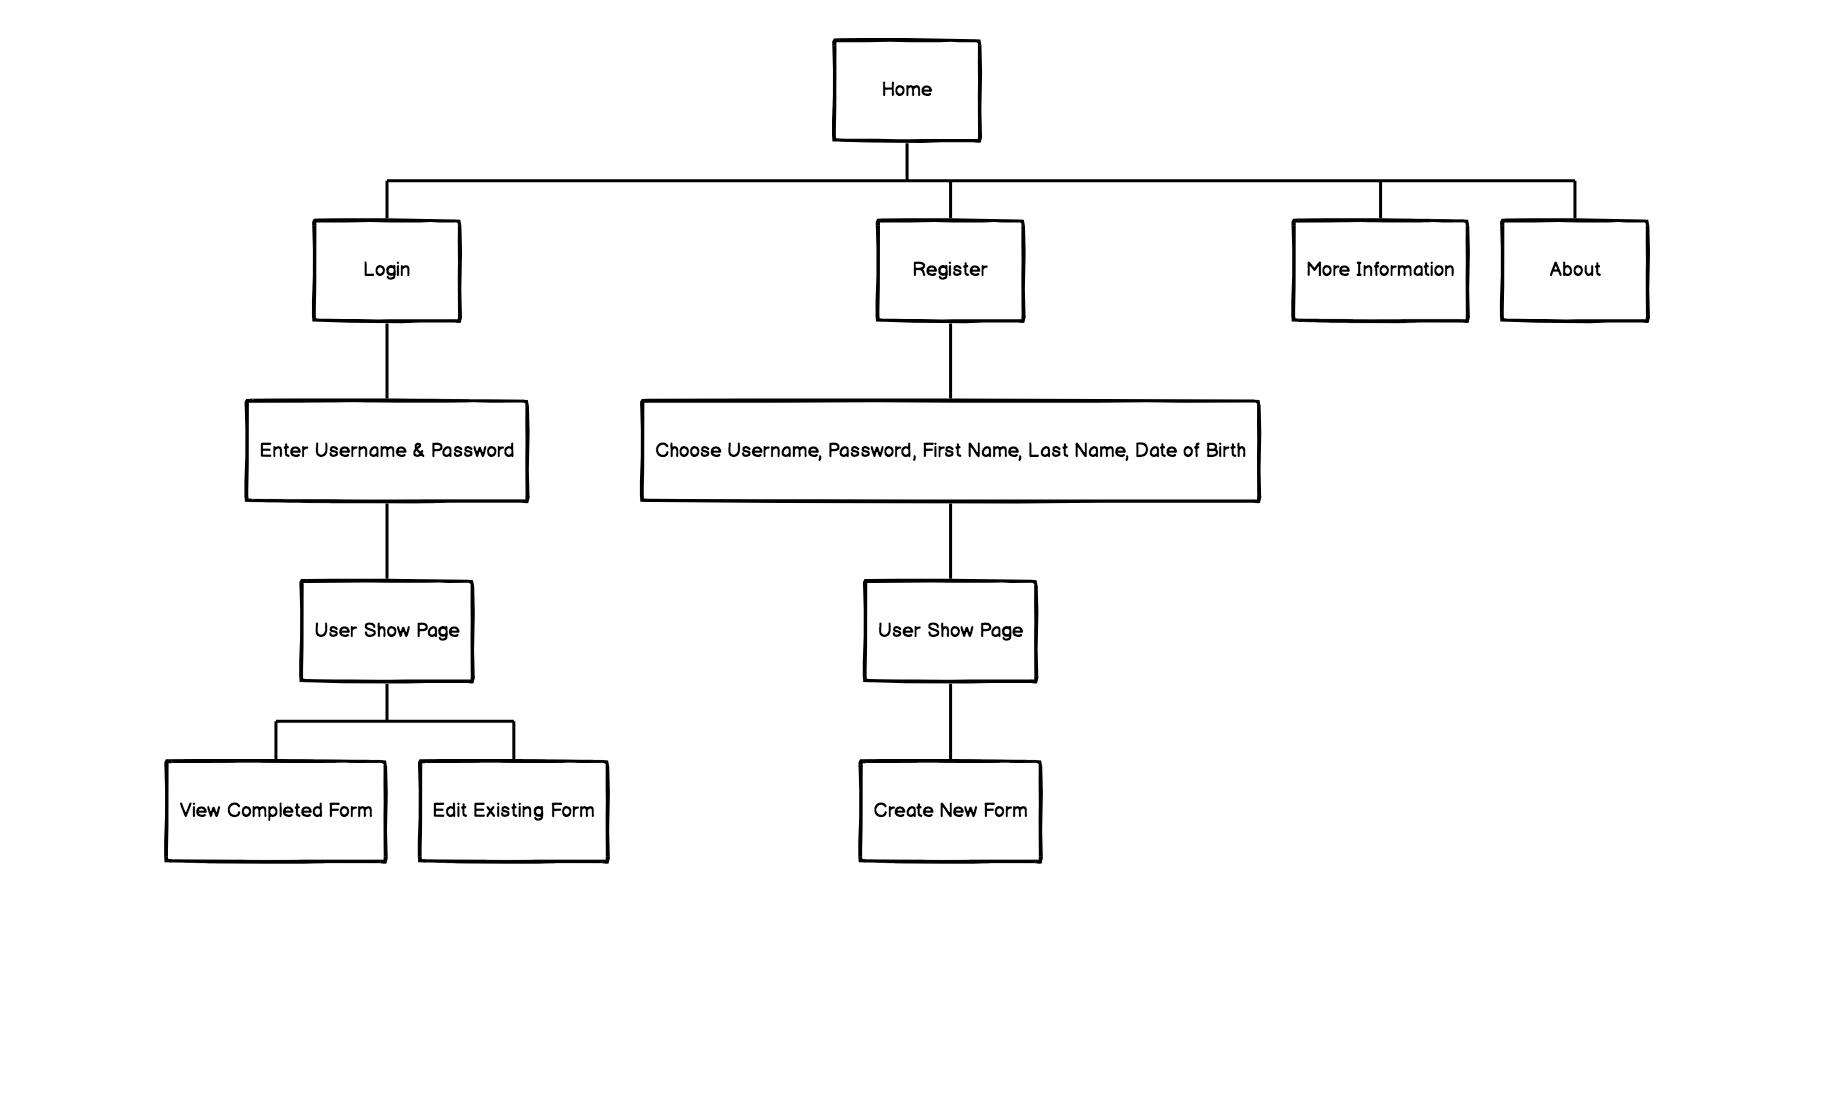 Home
Login
Register
More Information
About
Enter Username & Password
Choose Username, Password, First Name, Last Name, Date of Birth
User Show Page
User Show Page
View Completed Form
Edit Existing Form
Create New Form